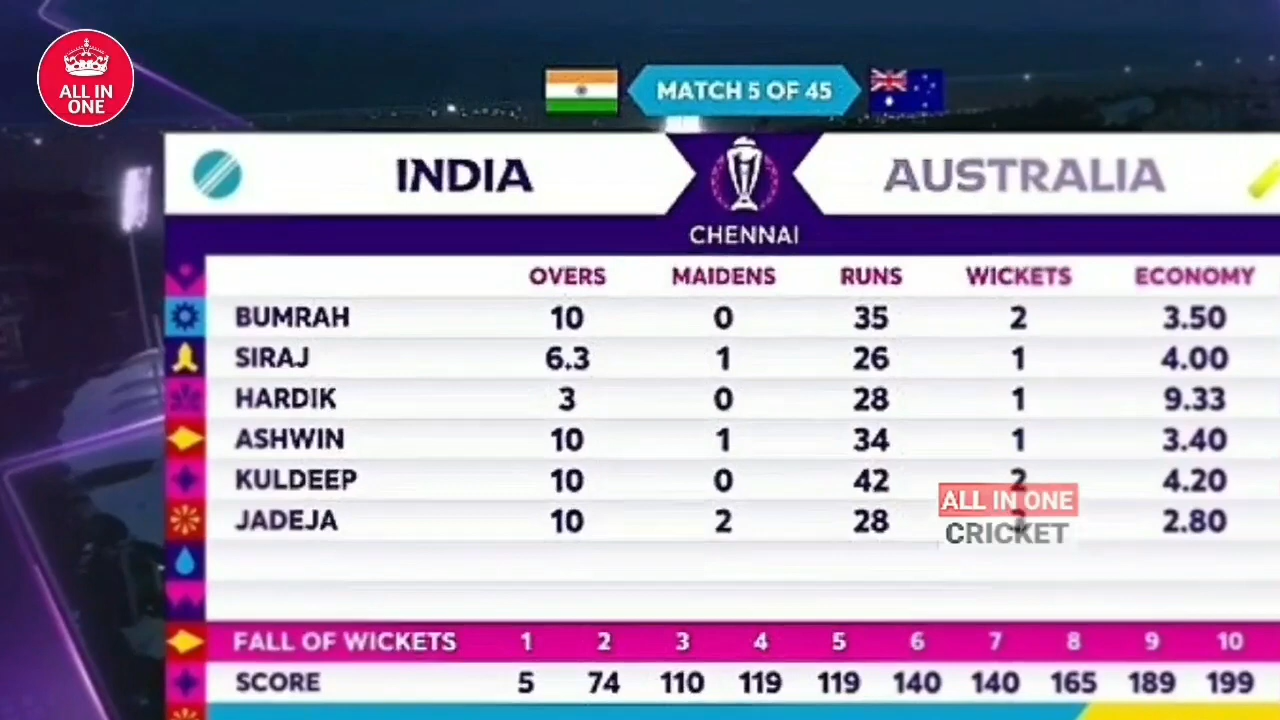 ALL IN
ONE
MATCH 5 OF 45
INDIA AUSTRALIA
CHENNAI
OVERS MAIDENS RUNS WICKETS ECONOMY
BUMRAH 10 0 35 2 3.50
SIRAJ 6.3 1 26 1 4.00
HARDIK 3 0 28 1 9.33
ASHWIN 10 1 34 1 3.40
KULDEEP 10 0 42 2 4.20
ALL IN ONE
JADEJA 10 2 28 2.80
CRICKET
FALL OF WICKETS 1 2 3 4 5 6 7 8 9 10
SCORE 5 74 110 119 119 140 140 165 189 199